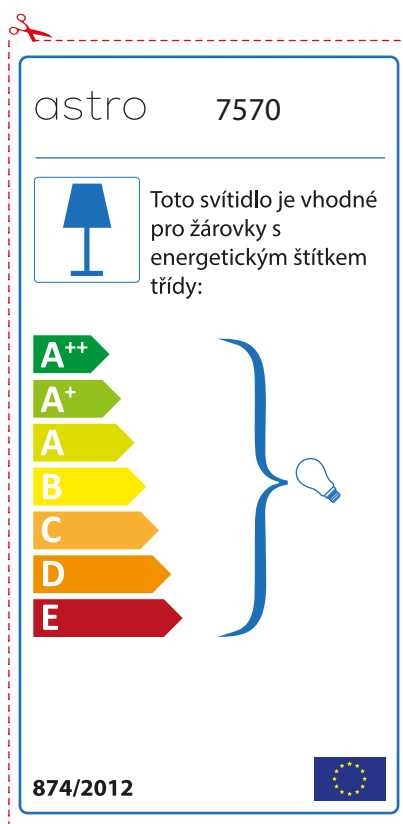 astro 7570
Toto svítidlo je vhodné
pro žárovky s
energetickým štítkem
třídy:
A++
A+
A
B
C
D
E
874/2012